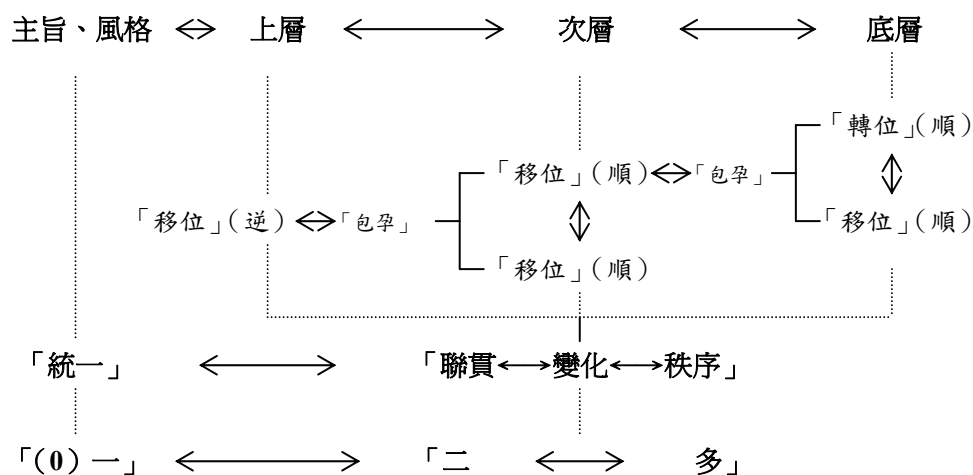 主旨、風格 ⟺ 上層 ⟷ 次層 ⟷ 底層
「轉位」(順)
「移位」(順)⟺「包孕」
「移位」(逆)⟺「包孕」
「移位」(順)
「移位」(順)
「統一」 ⟷ 「聯貫⟷變化⟷秩序」
「(0)一」 ⟷ 「二 ⟷ 多」